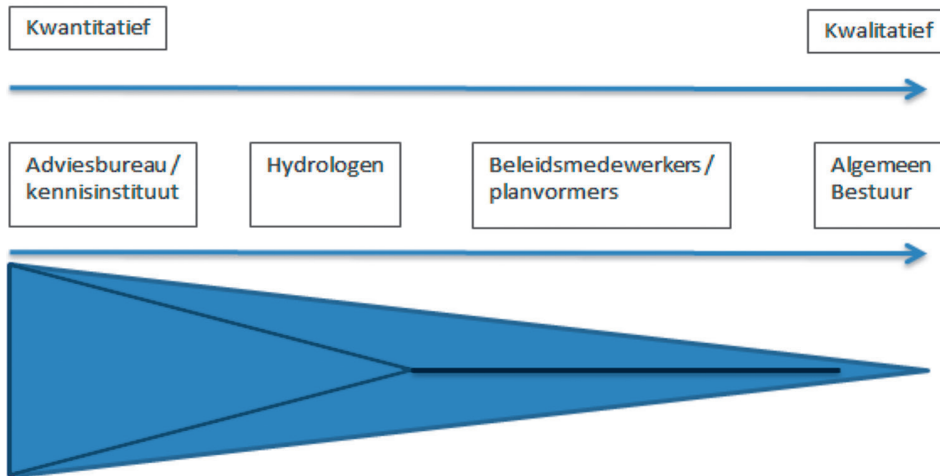 Kwantitatief
Kwalitatief
Adviesbureau/
kennisinstituut
Hydrologen
Beleidsmedewerkers/
planvormers
Algemeen
Bestuur